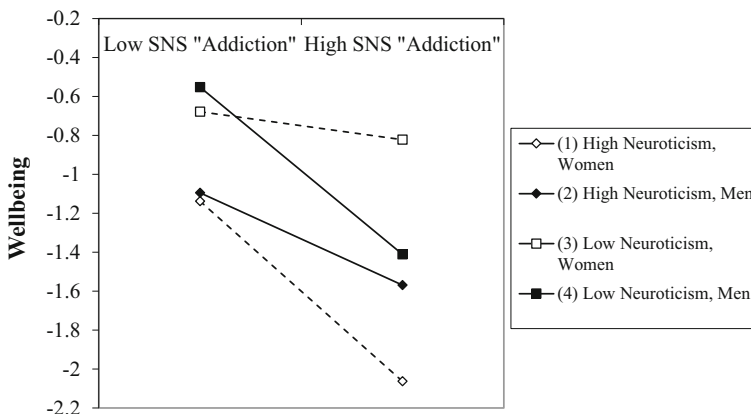 -0.2
Low SNS "Addiction" High SNS "Addiction"
-0.4
-0.6
-0.8
-1
-1.2
-1.4
-1.6
-1.8
-2
-2.2
Wellbeing
(1) High Neuroticism,
Women
(2) High Neuroticism, Men
(3) Low Neuroticism,
Women
(4) Low Neuroticism, Men